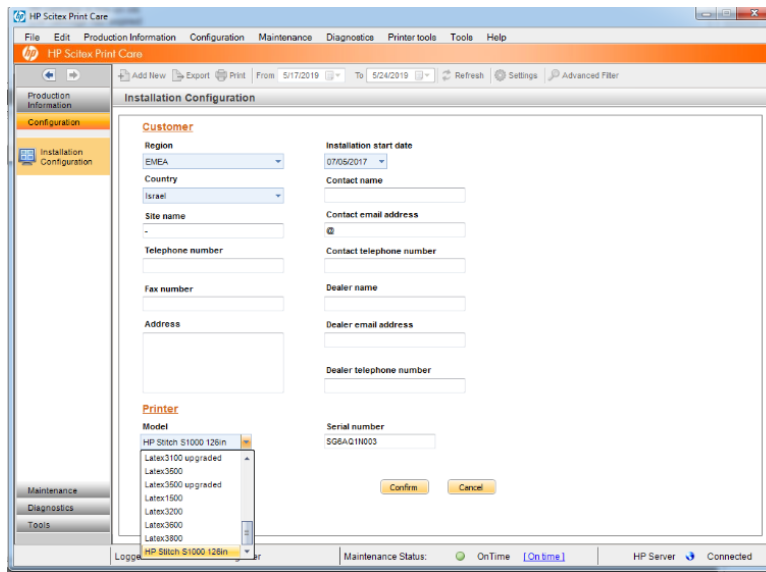 HP Scitex Print Care
File Edit Production Information Configuration Maintenance Diagnostics Printer tools Tools Help
hp HP Scitex Print Care
Add New Export Print From 5/17/2019 To 5/24/2019 Refresh Settings Advanced Filter
Production
Information
Installation Configuration
Configuration
Installation
Configuration
Customer
Region
Installation start date
EMEA
07/05/2017
Country
Contact name
Israel
Site name
Contact email address
-
@
Telephone number
Contact telephone number
Fax number
Dealer name
Address
Dealer email address
Dealer telephone number
Printer
Model
Serial number
HP Stitch S1000 126in
SG6AQ1N003
Latex3100 upgraded
Latex3500
Latex3500 upgraded
Latex1500
Latex3200
Latex3600
Latex3800
HP Stitch S1000 126in
Confirm Cancel
Maintenance
Diagnostics
Tools
Maintenance Status: OnTime [On time] HP Server Connected